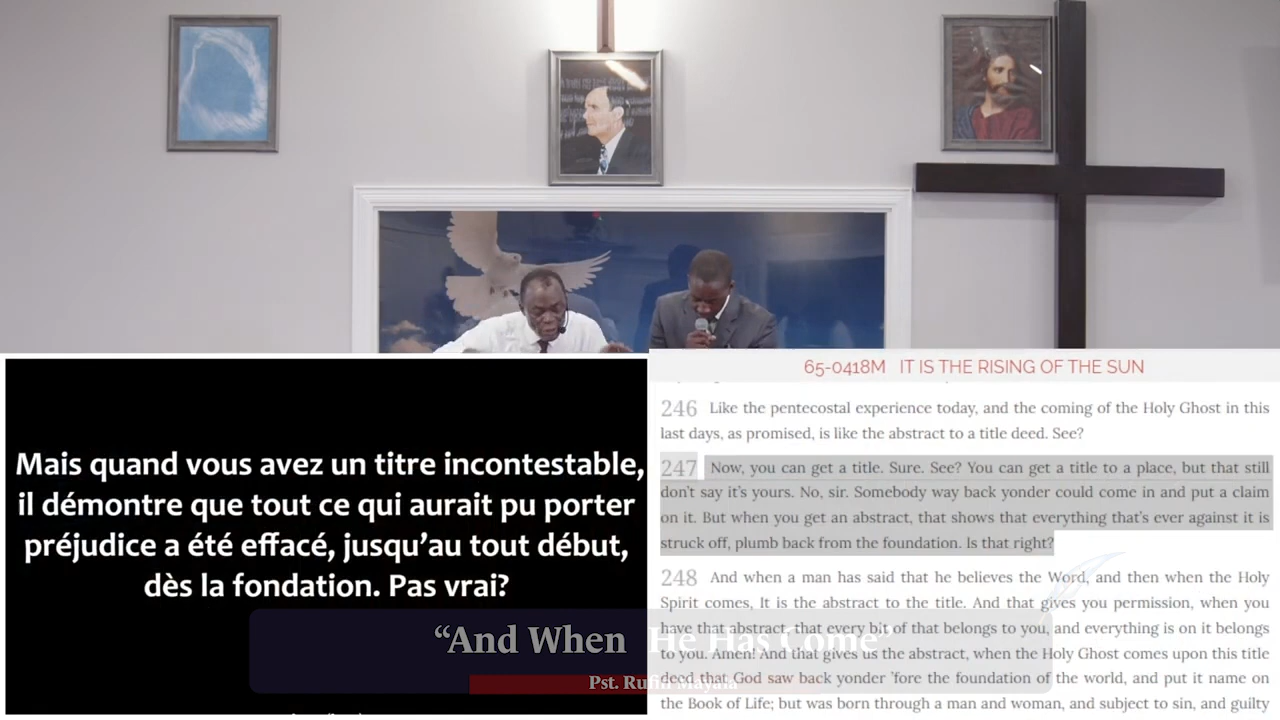 65-0418M IT IS THE RISING OF THE SUN
Mais quand vous avez un titre incontestable,
il démontre que tout ce qui aurait pu porter
préjudice a été effacé, jusqu’au tout début,
dès la fondation. Pas vrai?
246 Like the pentecostal experience today, and the coming of the Holy Ghost in this
last days, as promised, is like the abstract to a title deed. See?
247 Now, you can get a title. Sure. See? You can get a title to a place, but that still
don’t say it’s yours. No, sir. Somebody way back yonder could come in and put a claim
on it. But when you get an abstract, that shows that everything that’s ever against it is
struck off, plumb back from the foundation. Is that right?
248 And when a man has said that he believes the Word, and then when the Holy
Spirit comes, It is the abstract to the title. And that gives you permission, when you
have that abstract, that every bit of that belongs to you, and everything is on it belongs
to you. Amen! And that gives us the abstract, when the Holy Ghost comes upon this title
deed that God saw back yonder ’fore the foundation of the world, and put it name on
the Book of Life; but was born through a man and woman, and subject to sin, and guilty
“And When He Has Come”
Pst. Rufin Mayala